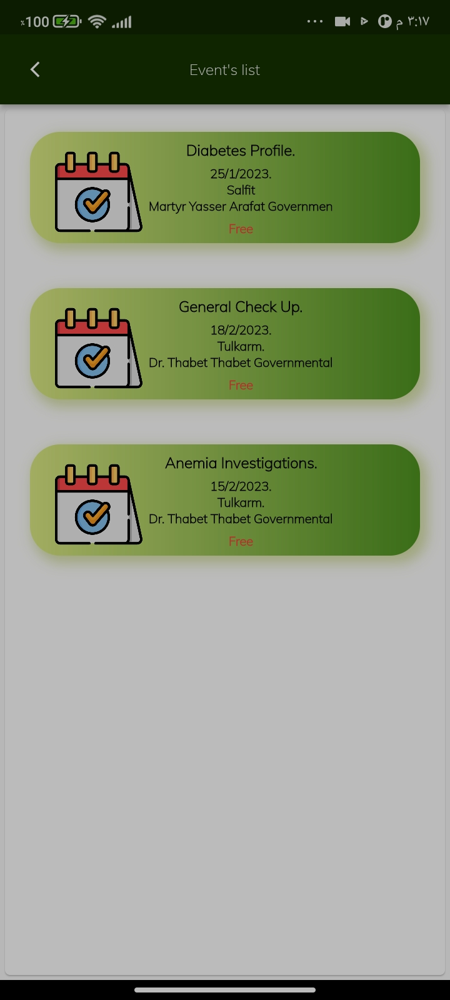 ٪100
٣:١٧ م
Event's list
Diabetes Profile.
25/1/2023.
Salfit
Martyr Yasser Arafat Governmen
Free
General Check Up.
18/2/2023.
Tulkarm.
Dr. Thabet Thabet Governmental
Free
Anemia Investigations.
15/2/2023.
Tulkarm.
Dr. Thabet Thabet Governmental
Free